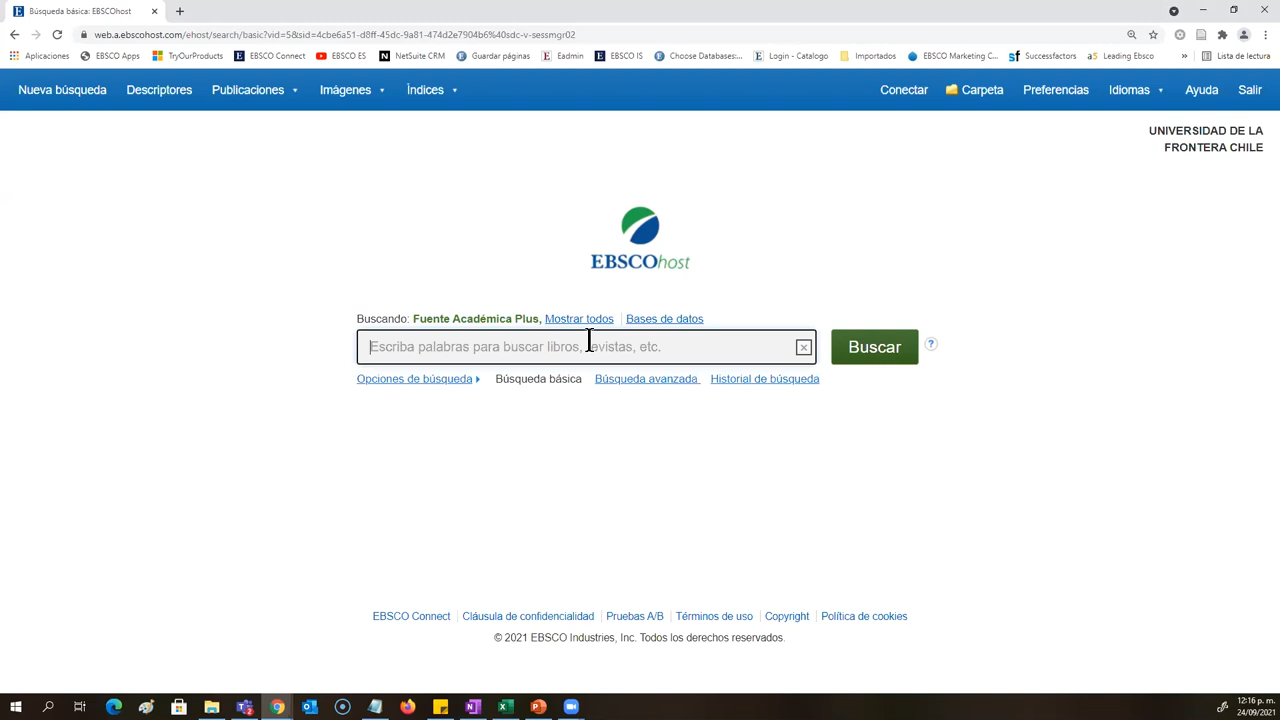 Búsqueda básica: EBSCOhost
web.a.ebscohost.com/ehost/search/basic?vid=5&sid=4cbe6a51-d8ff-45dc-9a81-474d2e7904b6%40sdc-v-sessmgr02
Aplicaciones EBSCO Apps TryOurProducts EBSCO Connect EBSCO ES NetSuite CRM Guardar páginas Eadmin EBSCO IS Choose Databases:... Login - Catalogo Importados EBSCO Marketing C... Successfactors Leading Ebsco » Lista de lectura
Nueva búsqueda Descriptores Publicaciones Imágenes Índices Conectar Carpeta Preferencias Idiomas Ayuda Salir
UNIVERSIDAD DE LA
FRONTERA CHILE
EBSCOhost
Buscando: Fuente Académica Plus, Mostrar todos Bases de datos
Escriba palabras para buscar libros, revistas, etc. Buscar ?
Opciones de búsqueda Búsqueda básica Búsqueda avanzada Historial de búsqueda
EBSCO Connect Cláusula de confidencialidad Pruebas A/B Términos de uso Copyright Política de cookies
© 2021 EBSCO Industries, Inc. Todos los derechos reservados.
12:16 p. m.
24/09/2021